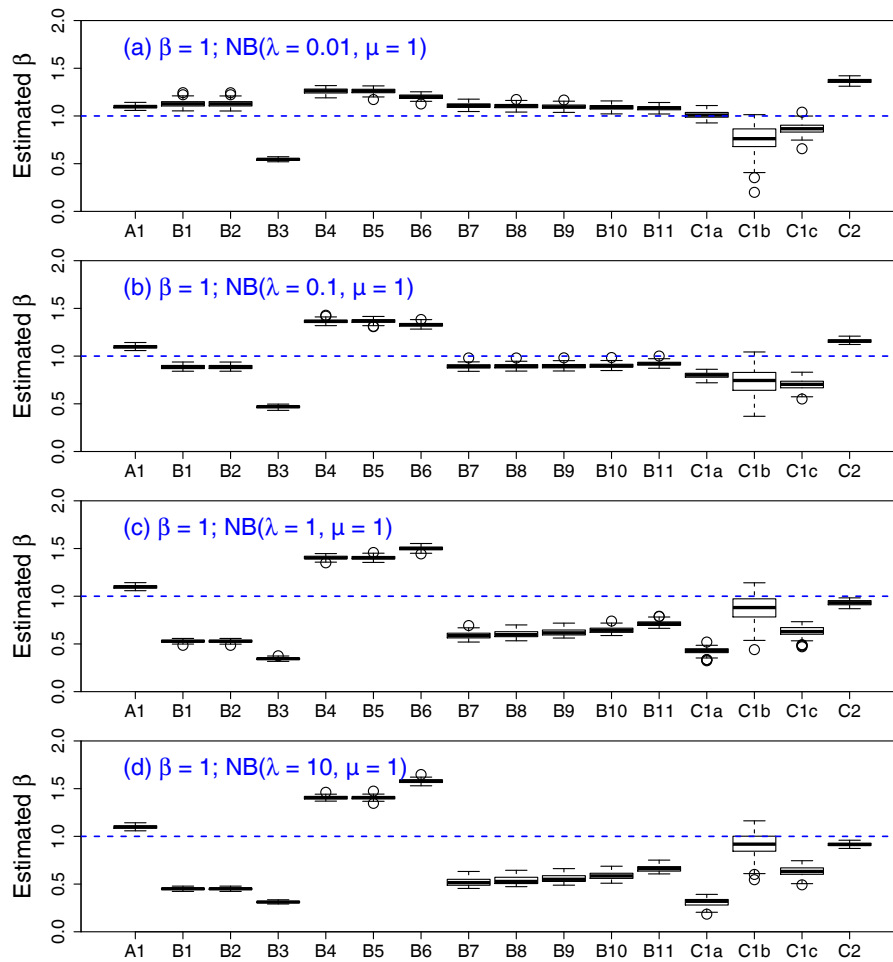 (a) β = 1; NB(λ = 0.01, μ = 1)
Estimated β
2.0
1.5
1.0
0.5
0.0
A1 B1 B2 B3 B4 B5 B6 B7 B8 B9 B10 B11 C1a C1b C1c C2
(b) β = 1; NB(λ = 0.1, μ = 1)
Estimated β
2.0
1.5
1.0
0.5
0.0
A1 B1 B2 B3 B4 B5 B6 B7 B8 B9 B10 B11 C1a C1b C1c C2
(c) β = 1; NB(λ = 1, μ = 1)
Estimated β
2.0
1.5
1.0
0.5
0.0
A1 B1 B2 B3 B4 B5 B6 B7 B8 B9 B10 B11 C1a C1b C1c C2
(d) β = 1; NB(λ = 10, μ = 1)
Estimated β
2.0
1.5
1.0
0.5
0.0
A1 B1 B2 B3 B4 B5 B6 B7 B8 B9 B10 B11 C1a C1b C1c C2